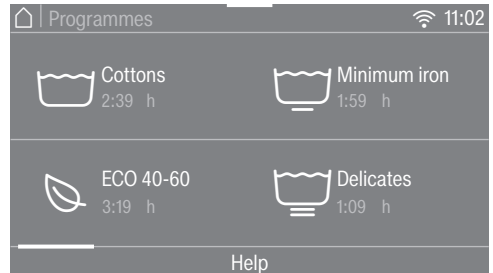 Programmes 11:02
Cottons
2:39 h
Minimum iron
1:59 h
ECO 40-60
3:19 h
Delicates
1:09 h
Help